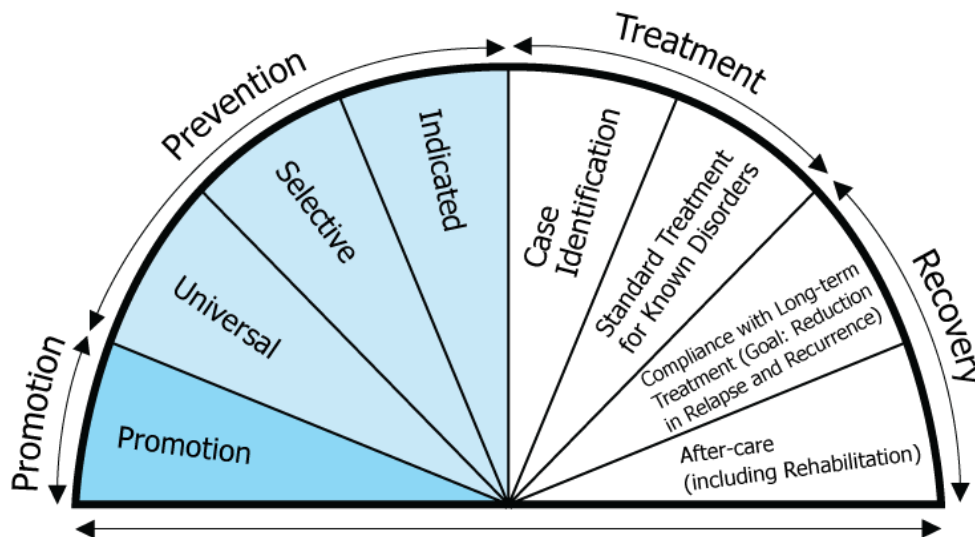 Promotion
Prevention
Treatment
Recovery
Promotion
Universal
Selective
Indicated
Case
Identification
Standard Treatment
for Known Disorders
Compliance with Long-term
Treatment (Goal: Reduction
in Relapse and Recurrence)
After-care
(including Rehabilitation)